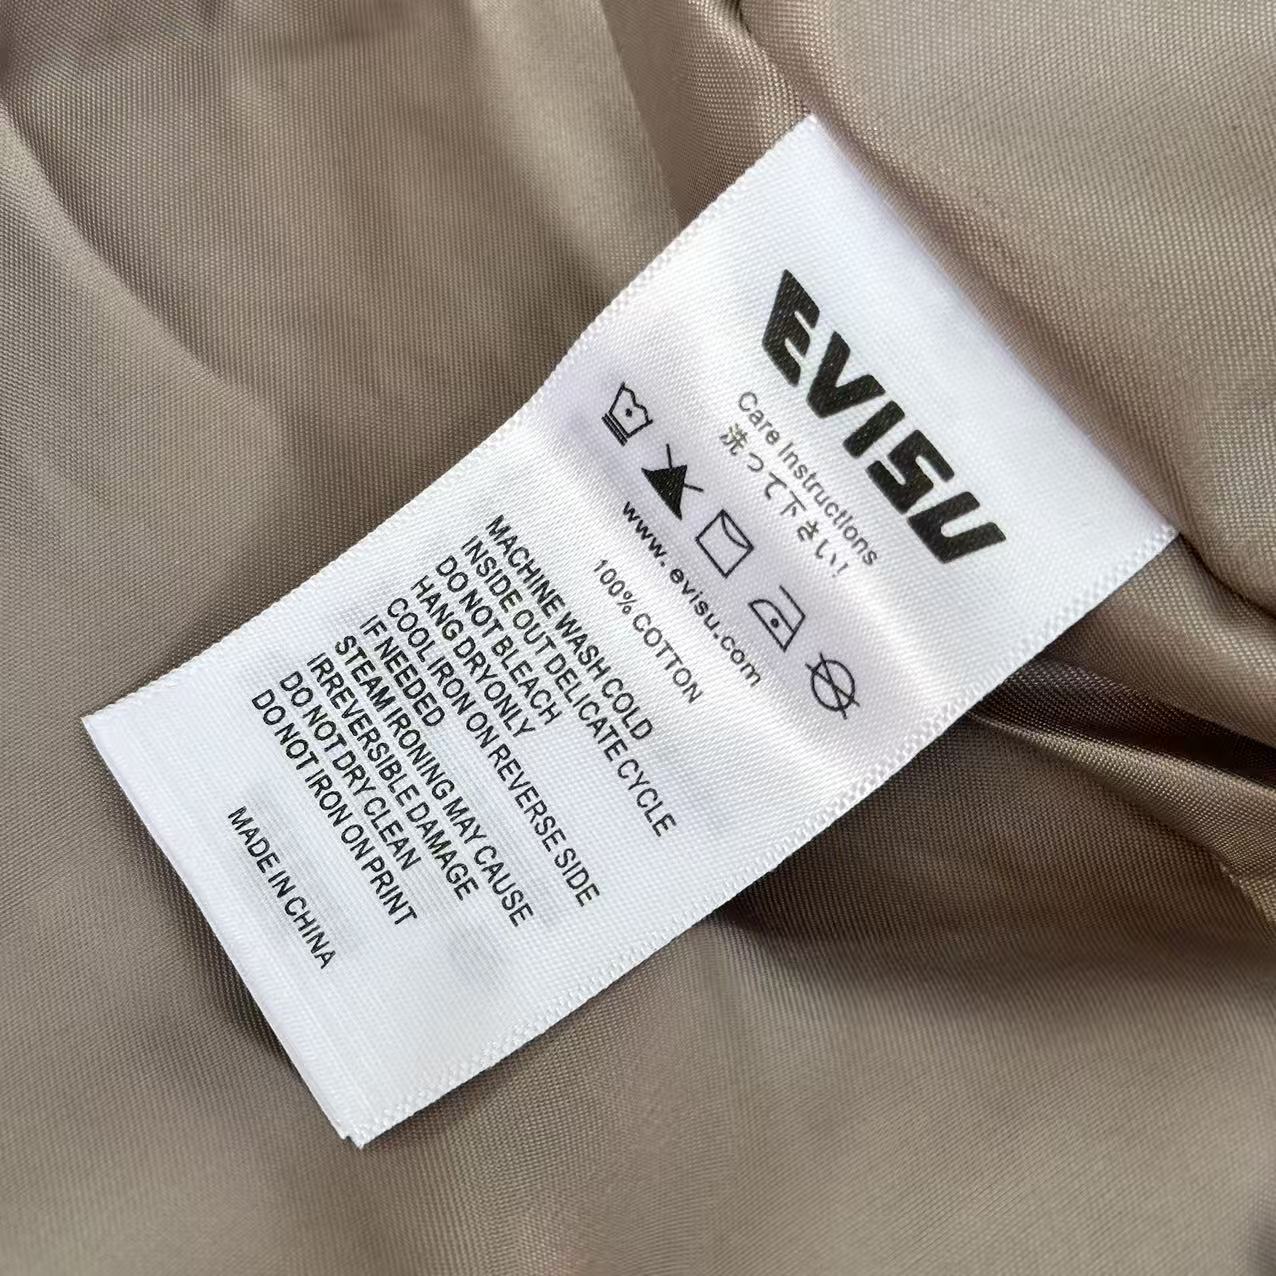 EVISU
Care Instructions
洗って下さい!
www.evisu.com
100% COTTON
MACHINE WASH COLD
INSIDE OUT DELICATE CYCLE
DO NOT BLEACH
HANG DRYONLY
COOL IRON ON REVERSE SIDE
IF NEEDED
STEAM IRONING MAY CAUSE
IRREVERSIBLE DAMAGE
DO NOT DRY CLEAN
DO NOT IRON ON PRINT
MADE IN CHINA